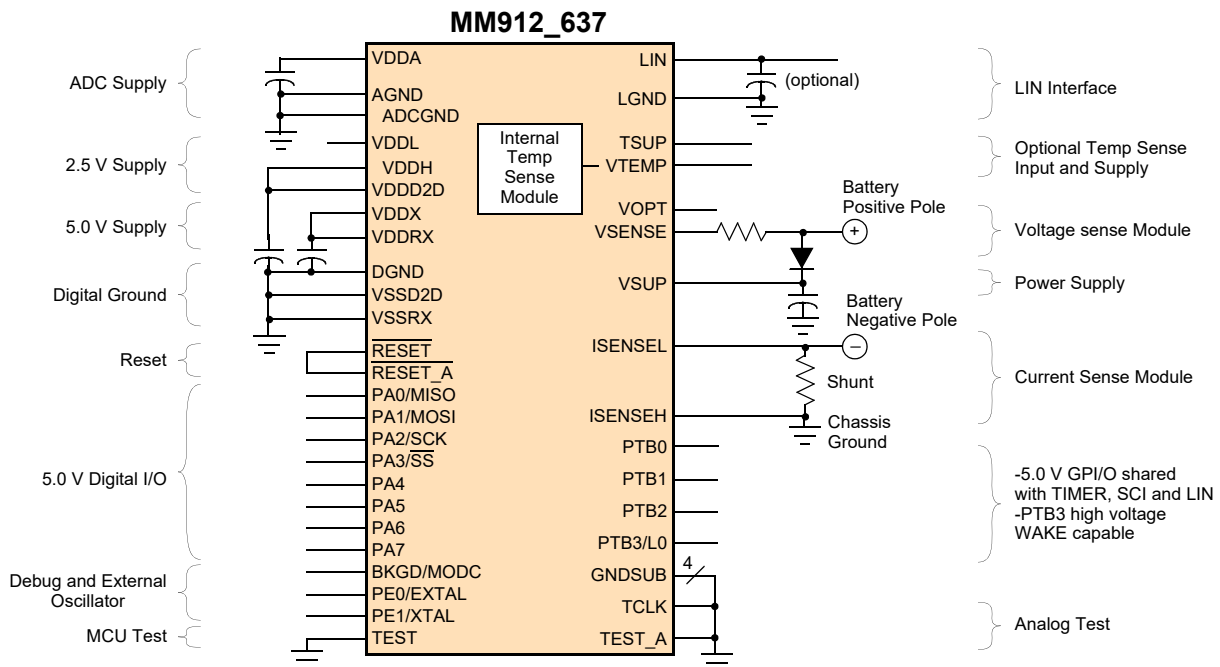 MM912_637
ADC Supply
2.5 V Supply
5.0 V Supply
Digital Ground
Reset
5.0 V Digital I/O
Debug and External
Oscillator
MCU Test
VDDA
AGND
ADCGND
VDDL
VDDH
VDDD2D
VDDX
VDDRX
DGND
VSSD2D
VSSRX
RESET
RESET_A
PA0/MISO
PA1/MOSI
PA2/SCK
PA3/SS
PA4
PA5
PA6
PA7
BKGD/MODC
PE0/EXTAL
PE1/XTAL
TEST
Internal
Temp
Sense
Module
LIN
LGND
TSUP
VTEMP
VOPT
VSENSE
VSUP
ISENSEL
ISENSEH
PTB0
PTB1
PTB2
PTB3/L0
GNDSUB
TCLK
TEST_A
(optional)
Battery
Positive Pole
+
Battery
Negative Pole
–
Shunt
Chassis
Ground
4
LIN Interface
Optional Temp Sense
Input and Supply
Voltage sense Module
Power Supply
Current Sense Module
-5.0 V GPI/O shared
with TIMER, SCI and LIN
-PTB3 high voltage
WAKE capable
Analog Test